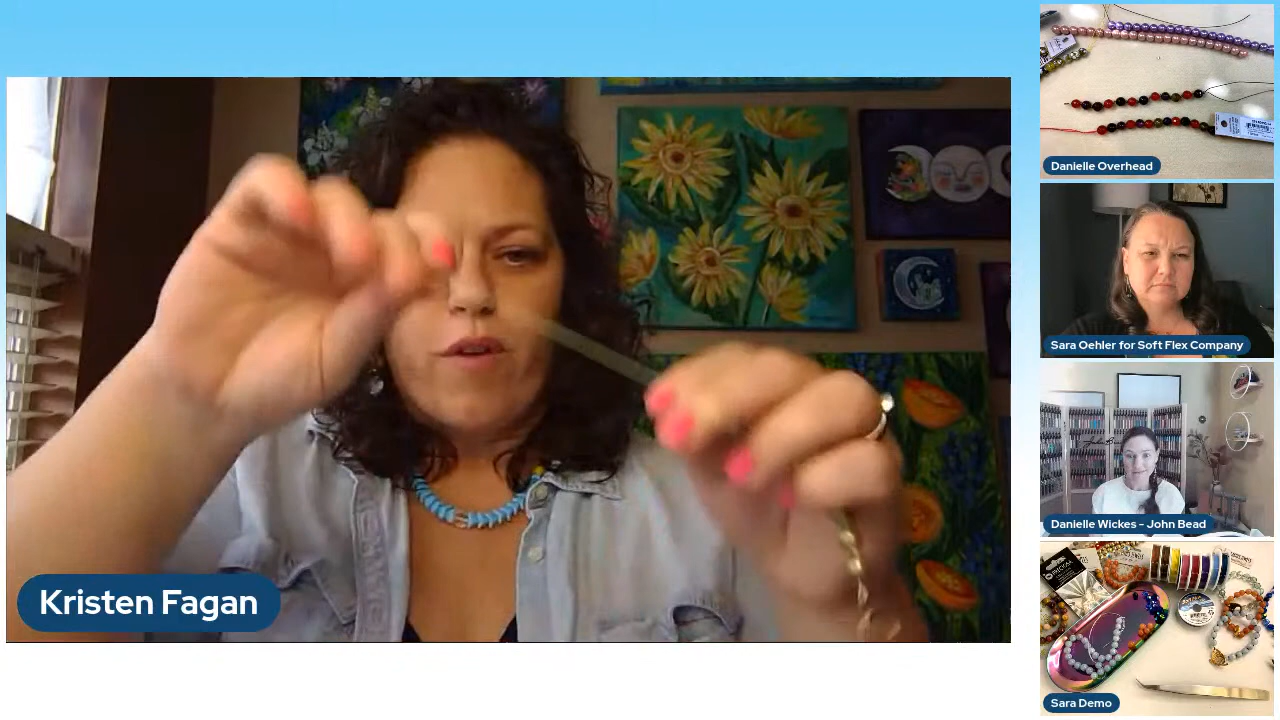 Kristen Fagan
Danielle Overhead
Sara Oehler for Soft Flex Company
Danielle Wickes - John Bead
Sara Demo